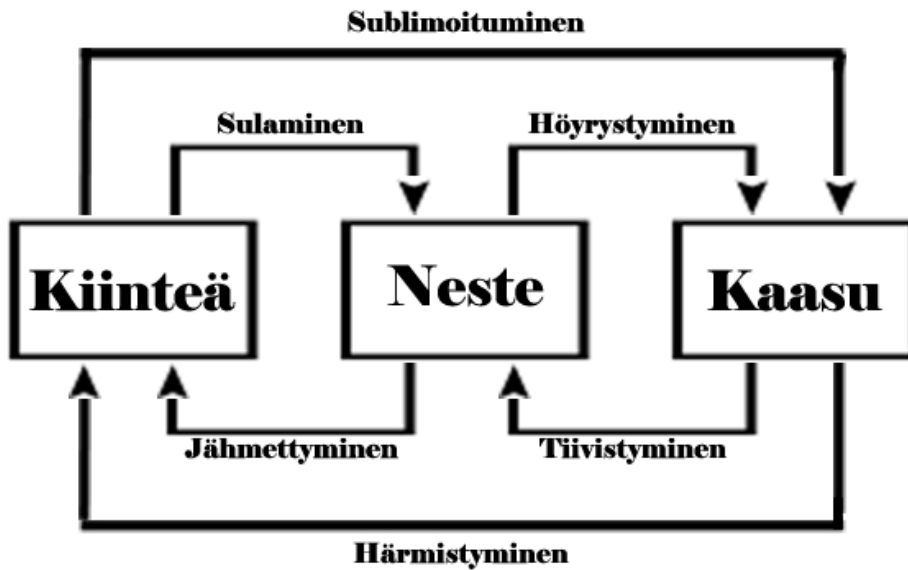 Sublimoituminen
Sulaminen
Höyrystyminen
Kiinteä
Neste
Kaasu
Jähmettyminen
Tiivistyminen
Härmistyminen